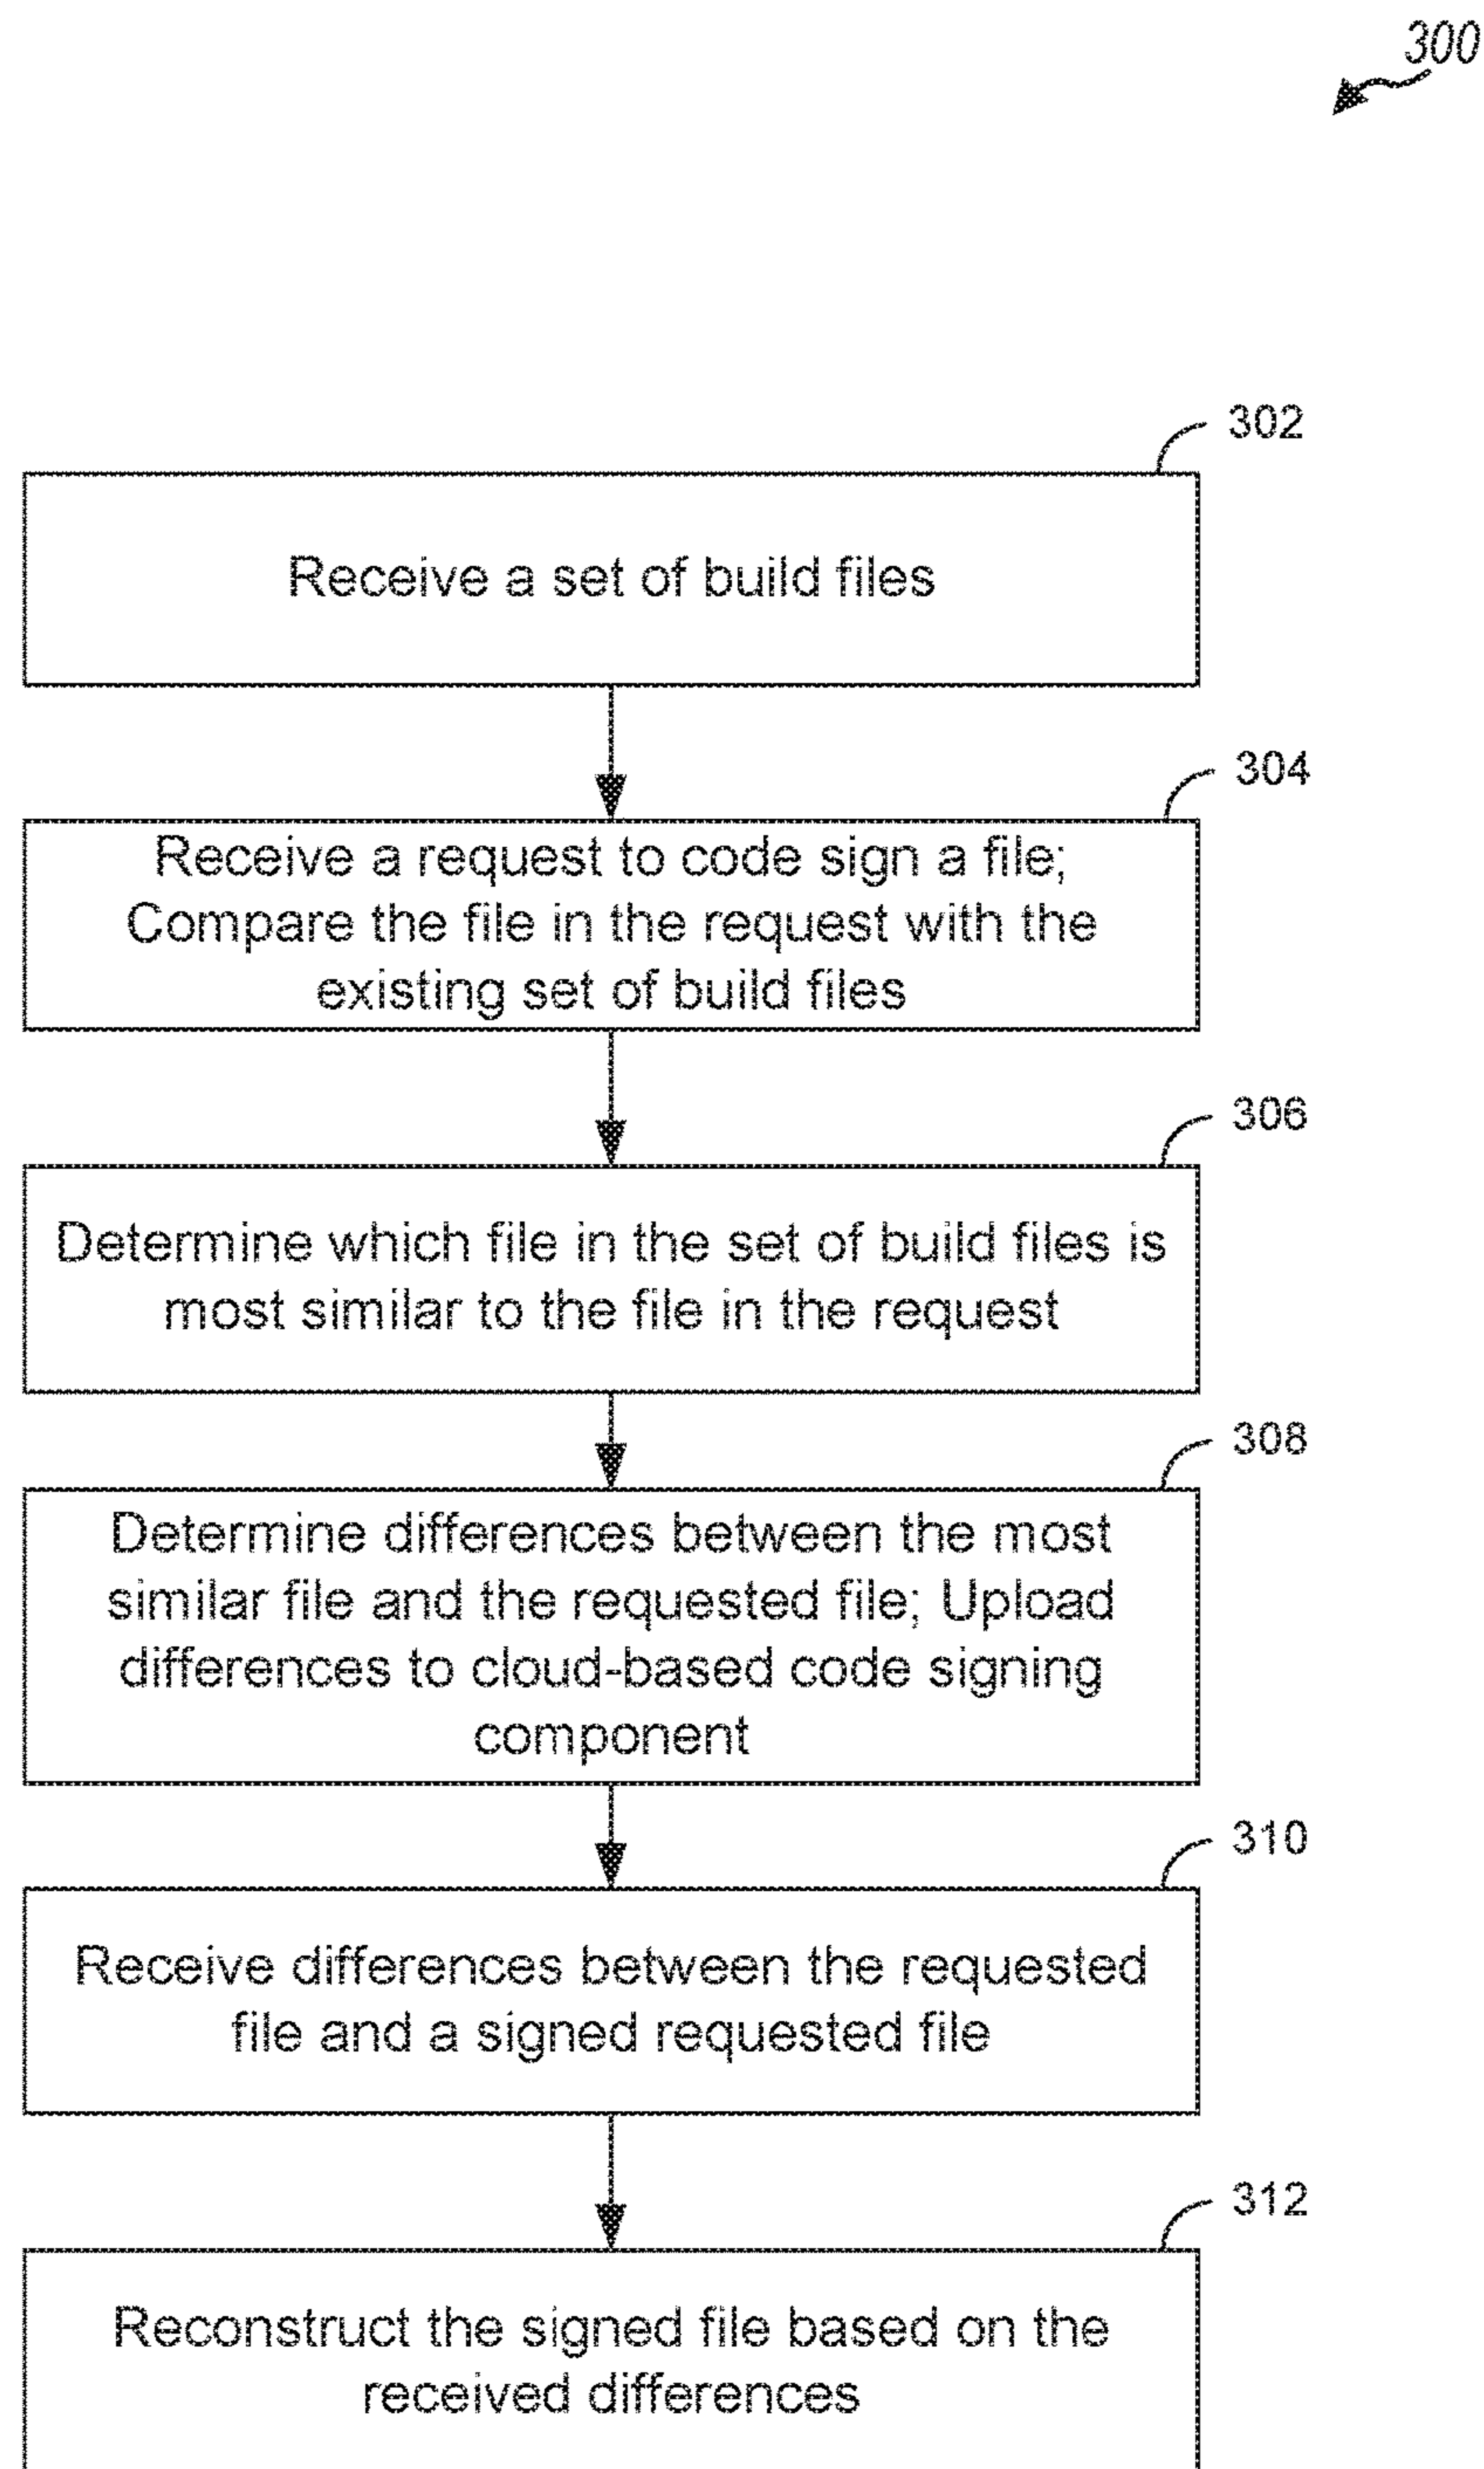 300
302
Receive a set of build files
304
Receive a request to code sign a file;
Compare the file in the request with the
existing set of build files
306
Determine which file in the set of build files is
most similar to the file in the request
308
Determine differences between the most
similar file and the requested file; Upload
differences to cloud-based code signing
component
310
Receive differences between the requested
file and a signed requested file
312
Reconstruct the signed file based on the
received differences